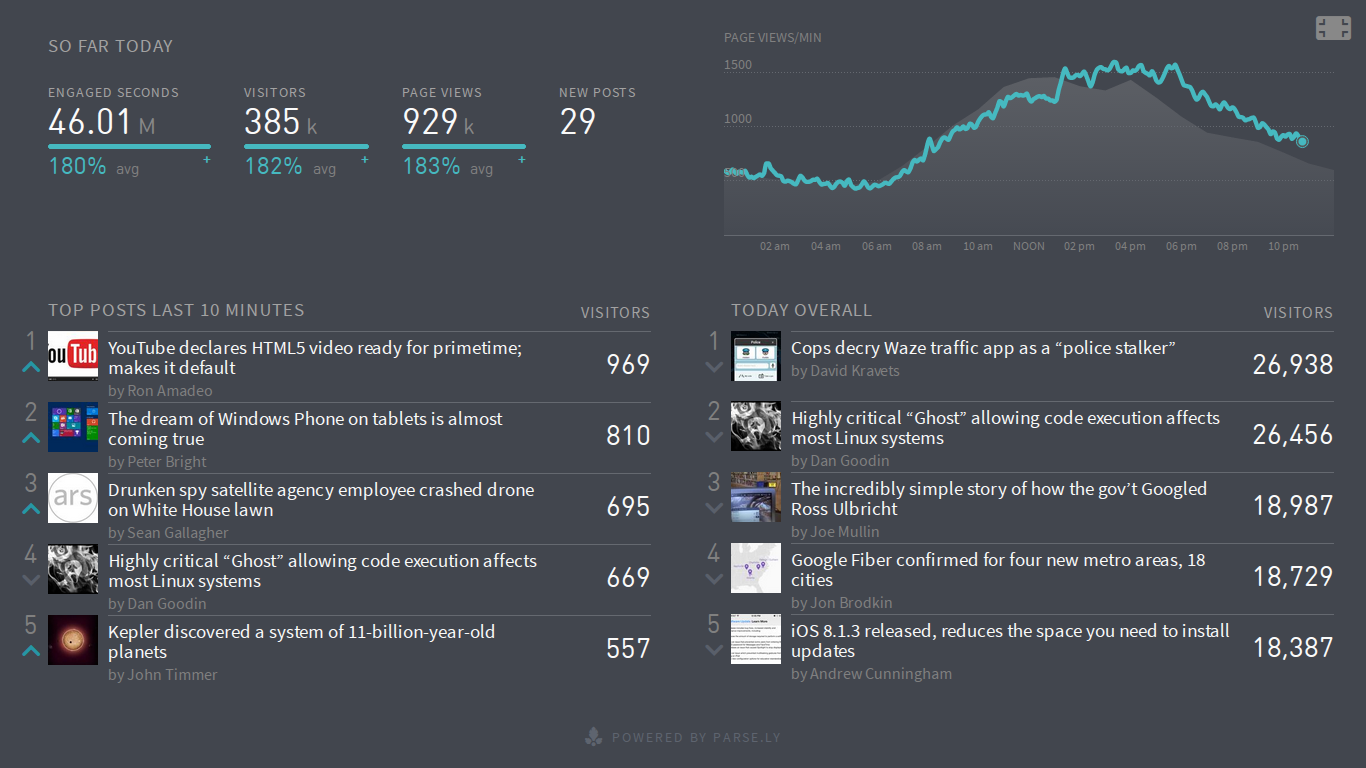 SO FAR TODAY
ENGAGED SECONDS
46.01 M
180% avg
+
VISITORS
385 k
182% avg
+
PAGE VIEWS
929 k
183% avg
+
NEW POSTS
29
PAGE VIEWS/MIN
1500
1000
500
02 am 04 am 06 am 08 am 10 am NOON 02 pm 04 pm 06 pm 08 pm 10 pm
TOP POSTS LAST 10 MINUTES VISITORS
1
ou Tub
YouTube declares HTML5 video ready for primetime;
makes it default
by Ron Amadeo
969
2
The dream of Windows Phone on tablets is almost
coming true
by Peter Bright
810
3
ars
Drunken spy satellite agency employee crashed drone
on White House lawn
by Sean Gallagher
695
4
Highly critical “Ghost” allowing code execution affects
most Linux systems
by Dan Goodin
669
5
Kepler discovered a system of 11-billion-year-old
planets
by John Timmer
557
TODAY OVERALL VISITORS
1
Police
Cops decry Waze traffic app as a “police stalker”
by David Kravets
26,938
2
Highly critical “Ghost” allowing code execution affects
most Linux systems
by Dan Goodin
26,456
3
The incredibly simple story of how the gov’t Googled
Ross Ulbricht
by Joe Mullin
18,987
4
Google Fiber confirmed for four new metro areas, 18
cities
by Jon Brodkin
18,729
5
Learn More
iOS 8.1.3 released, reduces the space you need to install
updates
by Andrew Cunningham
18,387
POWERED BY PARSE.LY